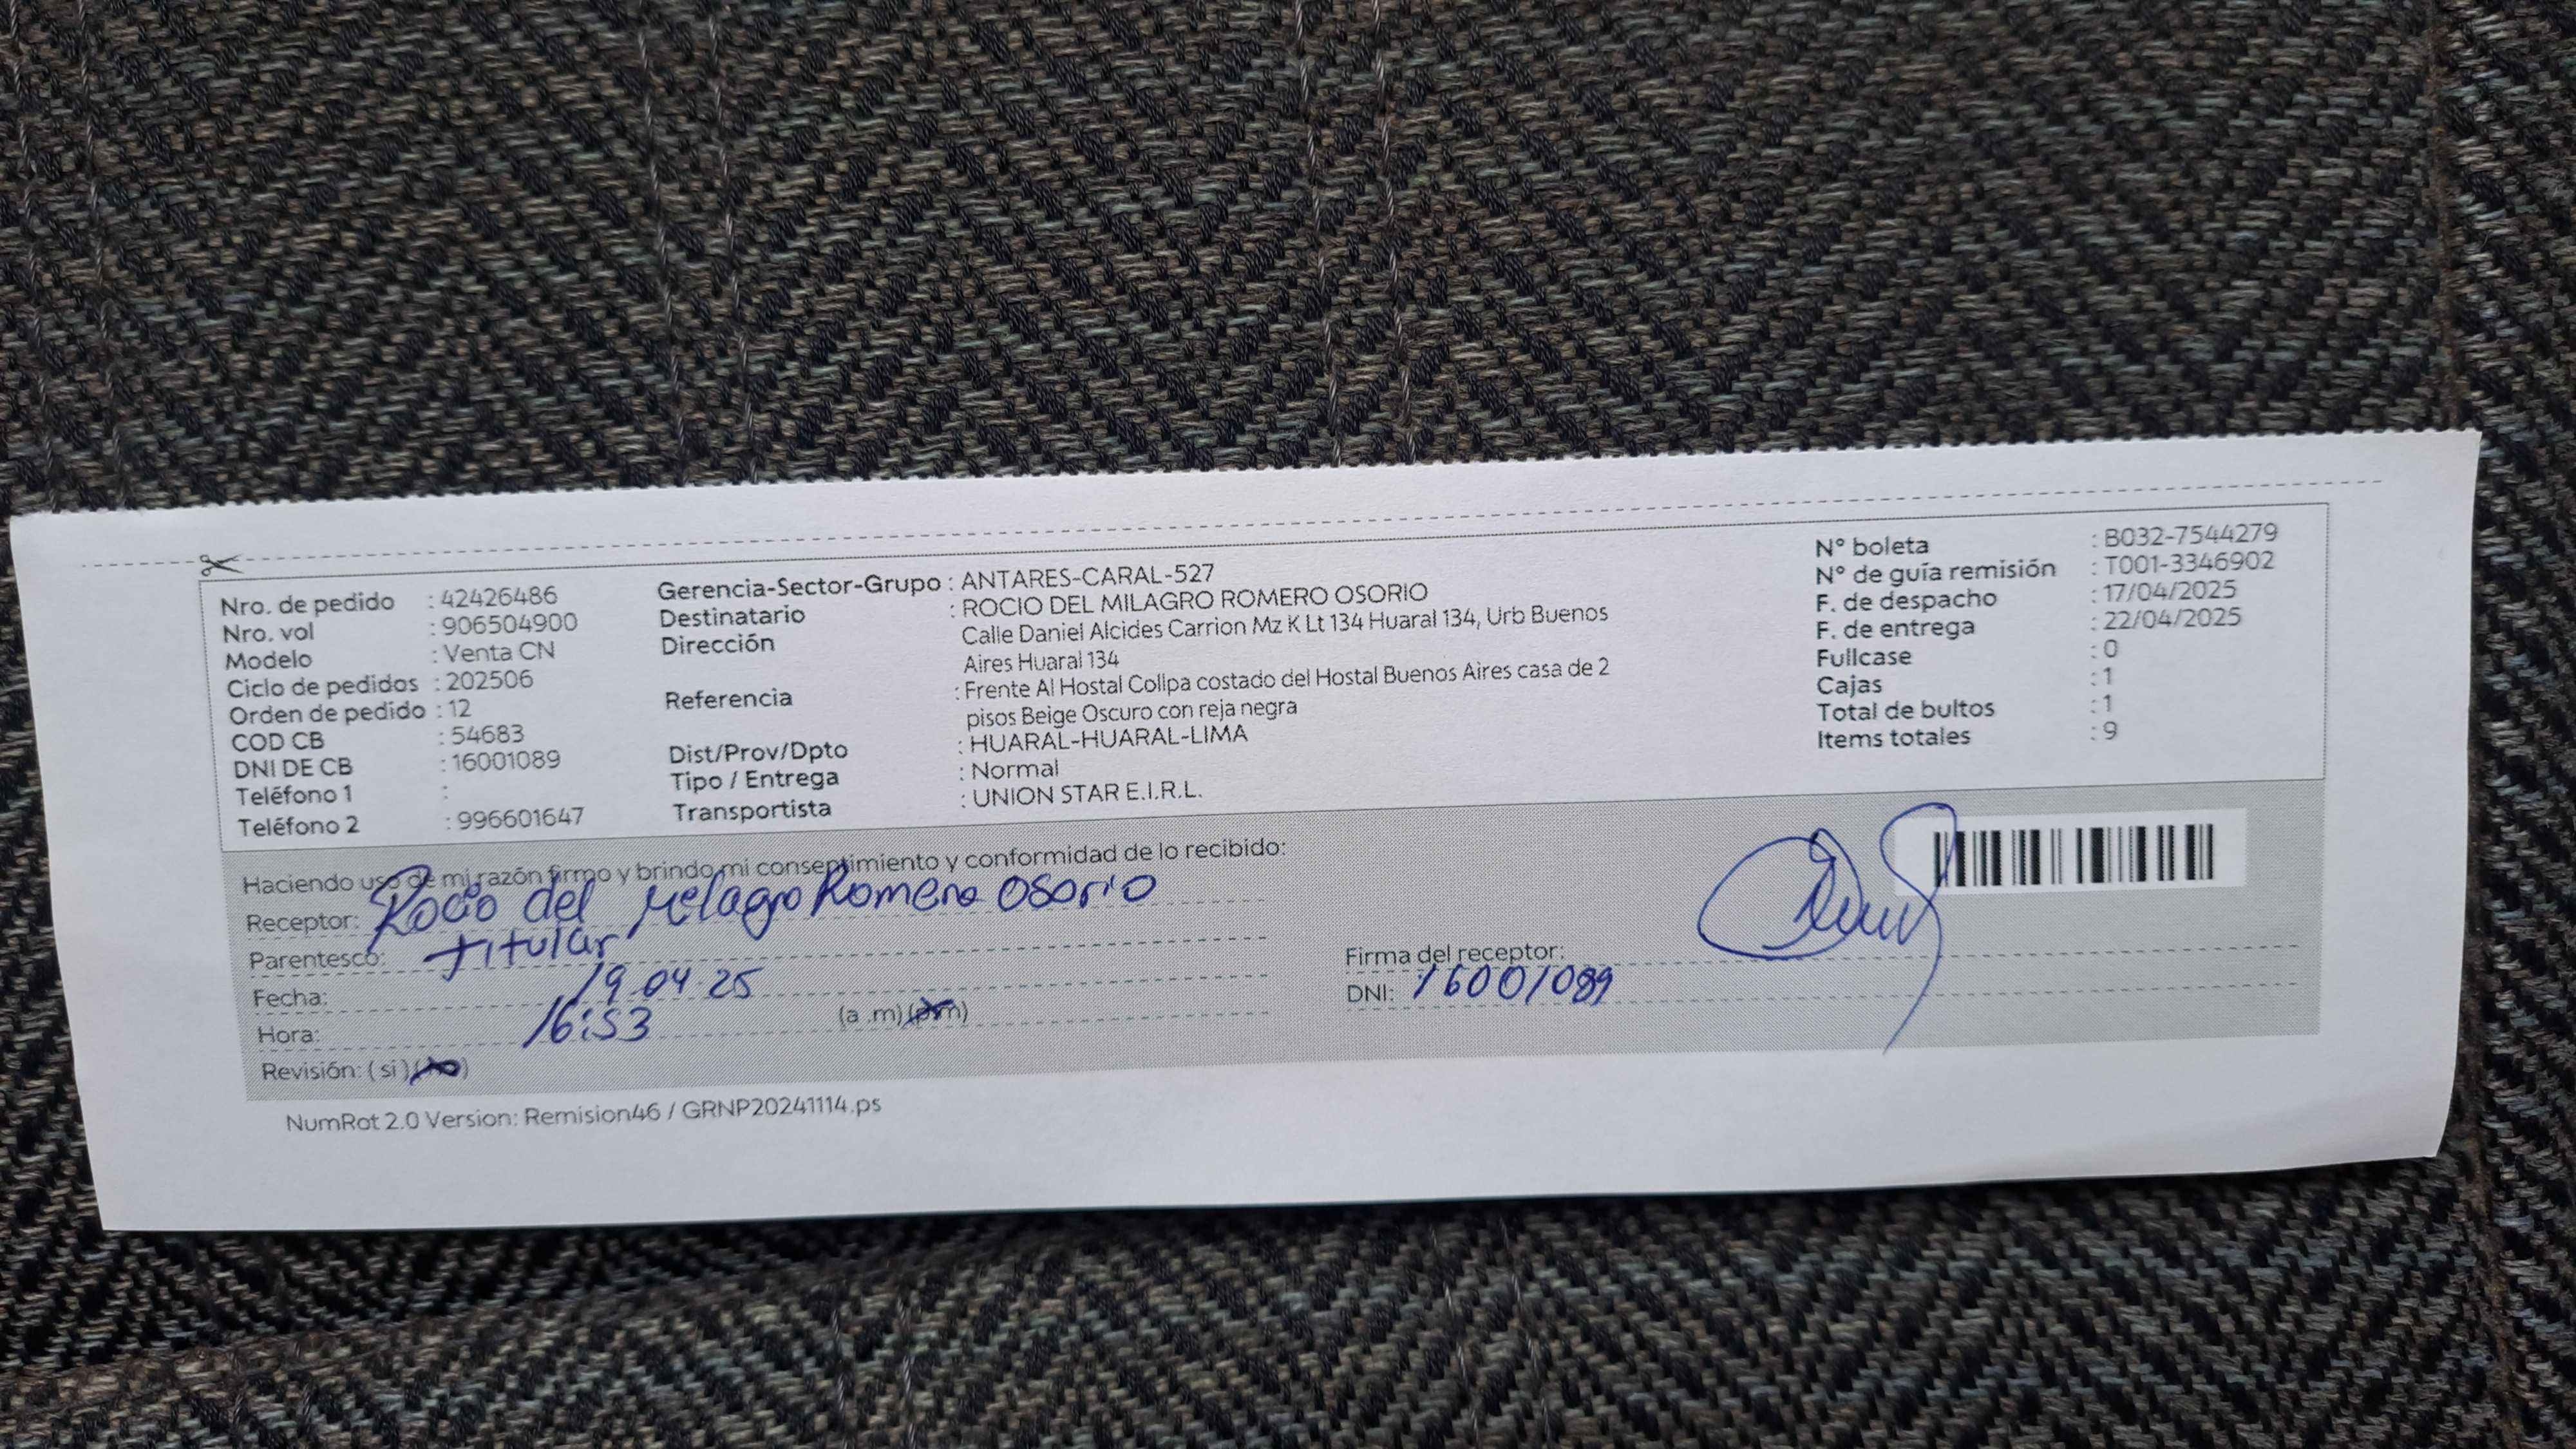 Nro. de pedido : 42426486
Nro. vol : 906504900
Modelo : Venta CN
Ciclo de pedidos : 202506
Orden de pedido : 12
COD CB : 54683
DNI DE CB : 16001089
Teléfono 1 :
Teléfono 2 : 996601647
Gerencia-Sector-Grupo : ANTARES-CARAL-527
Destinatario : ROCIO DEL MILAGRO ROMERO OSORIO
Dirección Calle Daniel Alcides Carrion Mz K Lt 134 Huaral 134, Urb Buenos
Aires Huaral 134
Referencia : Frente Al Hostal Collpa costado del Hostal Buenos Aires casa de 2
pisos Beige Oscuro con reja negra
Dist/Prov/Dpto : HUARAL-HUARAL-LIMA
Tipo / Entrega : Normal
Transportista : UNION STAR E.I.R.L.
N° boleta : B032-7544279
N° de guía remisión : T001-3346902
F. de despacho : 17/04/2025
F. de entrega : 22/04/2025
Fullcase : 0
Cajas : 1
Total de bultos : 1
Items totales : 9
Haciendo uso de mi razón firmo y brindo mi consentimiento y conformidad de lo recibido:
Receptor: Rocio del Milagro Romero Osorio
Parentesco: Titular
Fecha: 19-04-25
Hora: 16:53 (a .m) (p.m)
Revisión: ( si ) (no)
Firma del receptor:
DNI: 16001089
NumRot 2.0 Version: Remision46 / GRNP20241114.ps